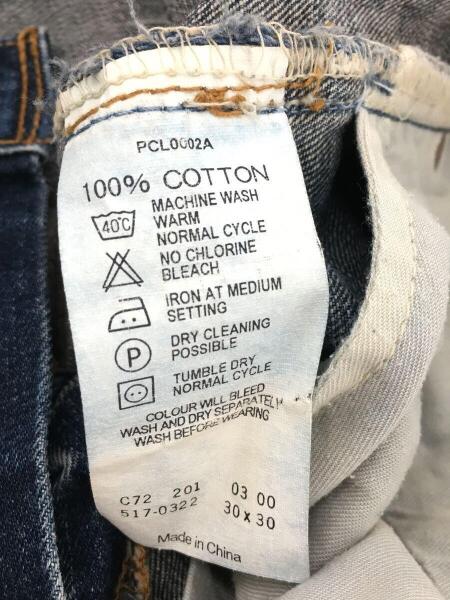 PCL0002A
100% COTTON
40°C
MACHINE WASH
WARM
NORMAL CYCLE
NO CHLORINE
BLEACH
IRON AT MEDIUM
SETTING
P
DRY CLEANING
POSSIBLE
TUMBLE DRY
NORMAL CYCLE
COLOUR WILL BLEED
WASH AND DRY SEPARATELY
WASH BEFORE WEARING
C72 201 03 00
517-0322 30 x 30
Made in China